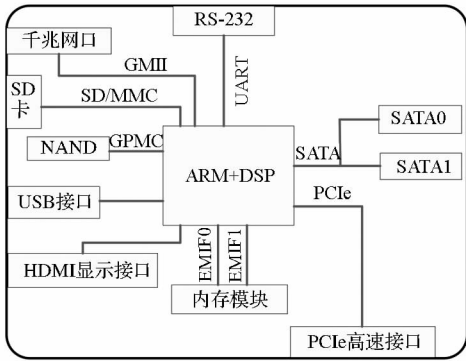 RS-232
千兆网口
GMII
UART
SD
卡
SD/MMC
NAND
GPMC
ARM+DSP
SATA
SATA0
SATA1
USB接口
PCIe
HDMI显示接口
EMIF0
EMIF1
内存模块
PCIe高速接口